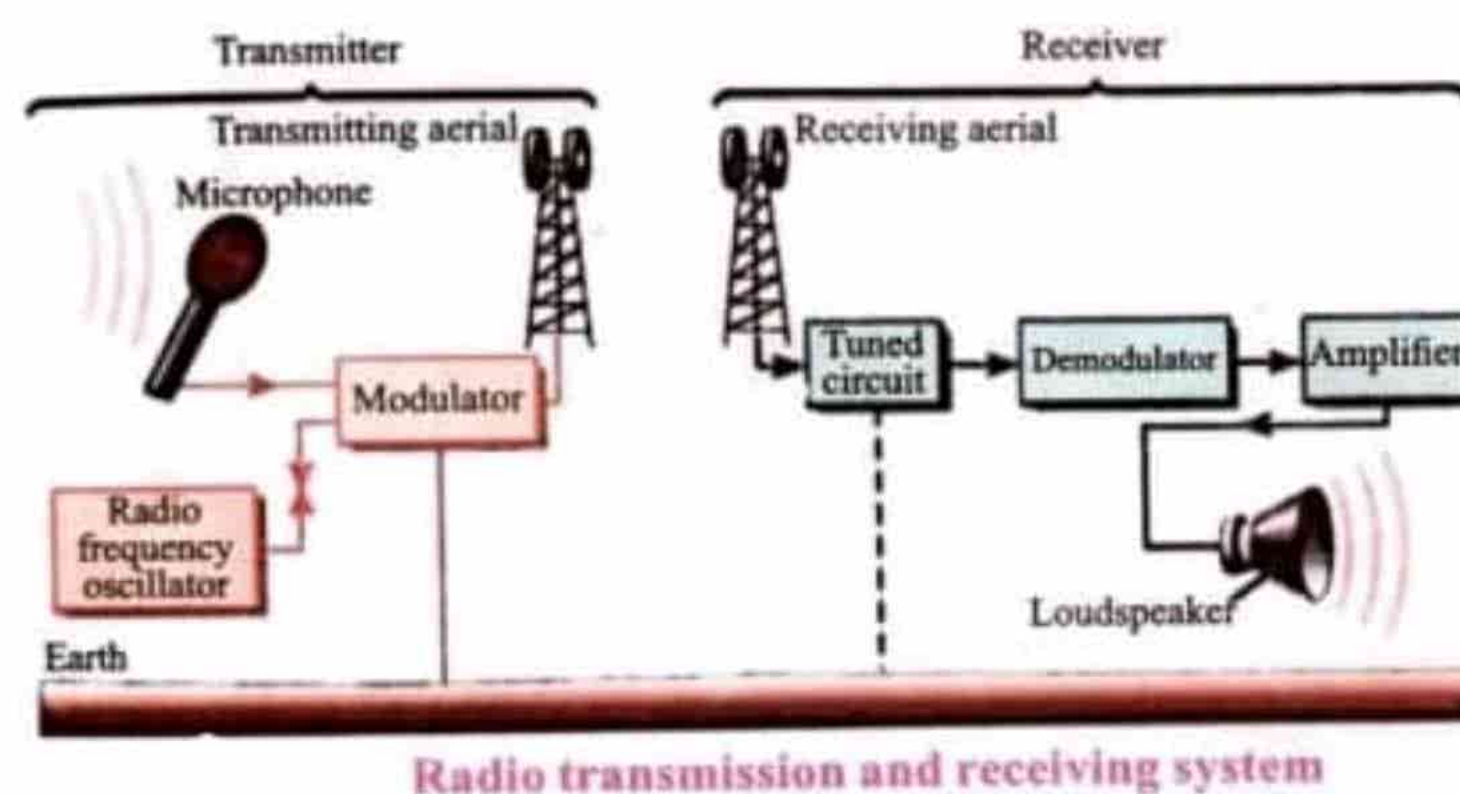 Transmitter
Transmitting aerial
Microphone
Modulator
Radio
frequency
oscillator
Earth
Receiver
Receiving aerial
Tuned
circuit
Demodulator
Amplifier
Loudspeaker
Radio transmission and receiving system